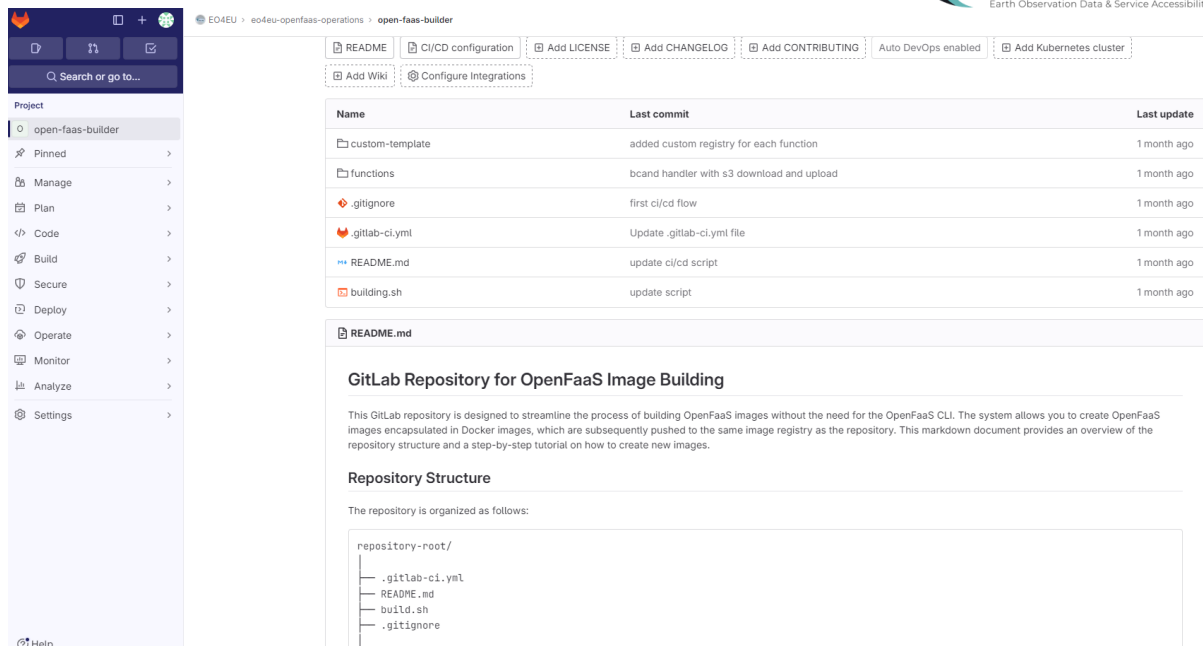 Earth Observation Data & Service Accessibilit
EO4EU > eo4eu-openfaas-operations > open-faas-builder
Search or go to...
Project
O open-faas-builder
Pinned
Manage
Plan
Code
Build
Secure
Deploy
Operate
Monitor
Analyze
Settings
Help
README CI/CD configuration Add LICENSE Add CHANGELOG Add CONTRIBUTING Auto DevOps enabled Add Kubernetes cluster
Add Wiki Configure Integrations
Name Last commit Last update
custom-template added custom registry for each function 1 month ago
functions bcand handler with s3 download and upload 1 month ago
.gitignore first ci/cd flow 1 month ago
.gitlab-ci.yml Update .gitlab-ci.yml file 1 month ago
README.md update ci/cd script 1 month ago
building.sh update script 1 month ago
README.md
GitLab Repository for OpenFaaS Image Building
This GitLab repository is designed to streamline the process of building OpenFaaS images without the need for the OpenFaaS CLI. The system allows you to create OpenFaaS
images encapsulated in Docker images, which are subsequently pushed to the same image registry as the repository. This markdown document provides an overview of the
repository structure and a step-by-step tutorial on how to create new images.
Repository Structure
The repository is organized as follows:
repository-root/
│
├── .gitlab-ci.yml
├── README.md
├── build.sh
├── .gitignore
│